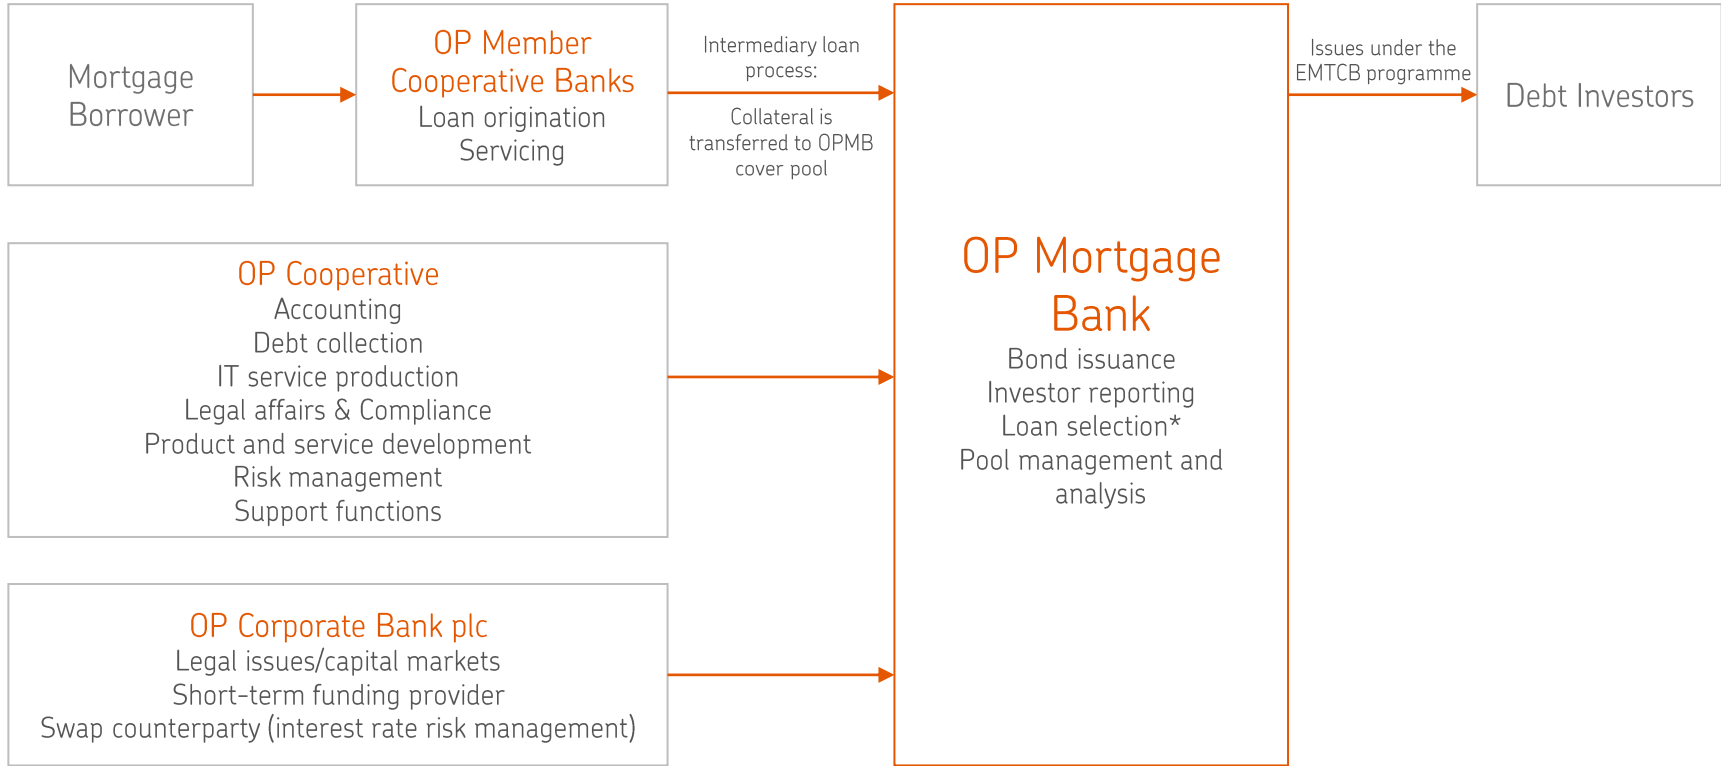 Mortgage
Borrower
OP Member
Cooperative Banks
Loan origination
Servicing
Intermediary loan
process:
Collateral is
transferred to OPMB
cover pool
OP Mortgage
Bank
Bond issuance
Investor reporting
Loan selection*
Pool management and
analysis
Issues under the
EMTCB programme
Debt Investors
OP Cooperative
Accounting
Debt collection
IT service production
Legal affairs & Compliance
Product and service development
Risk management
Support functions
OP Corporate Bank plc
Legal issues/capital markets
Short-term funding provider
Swap counterparty (interest rate risk management)